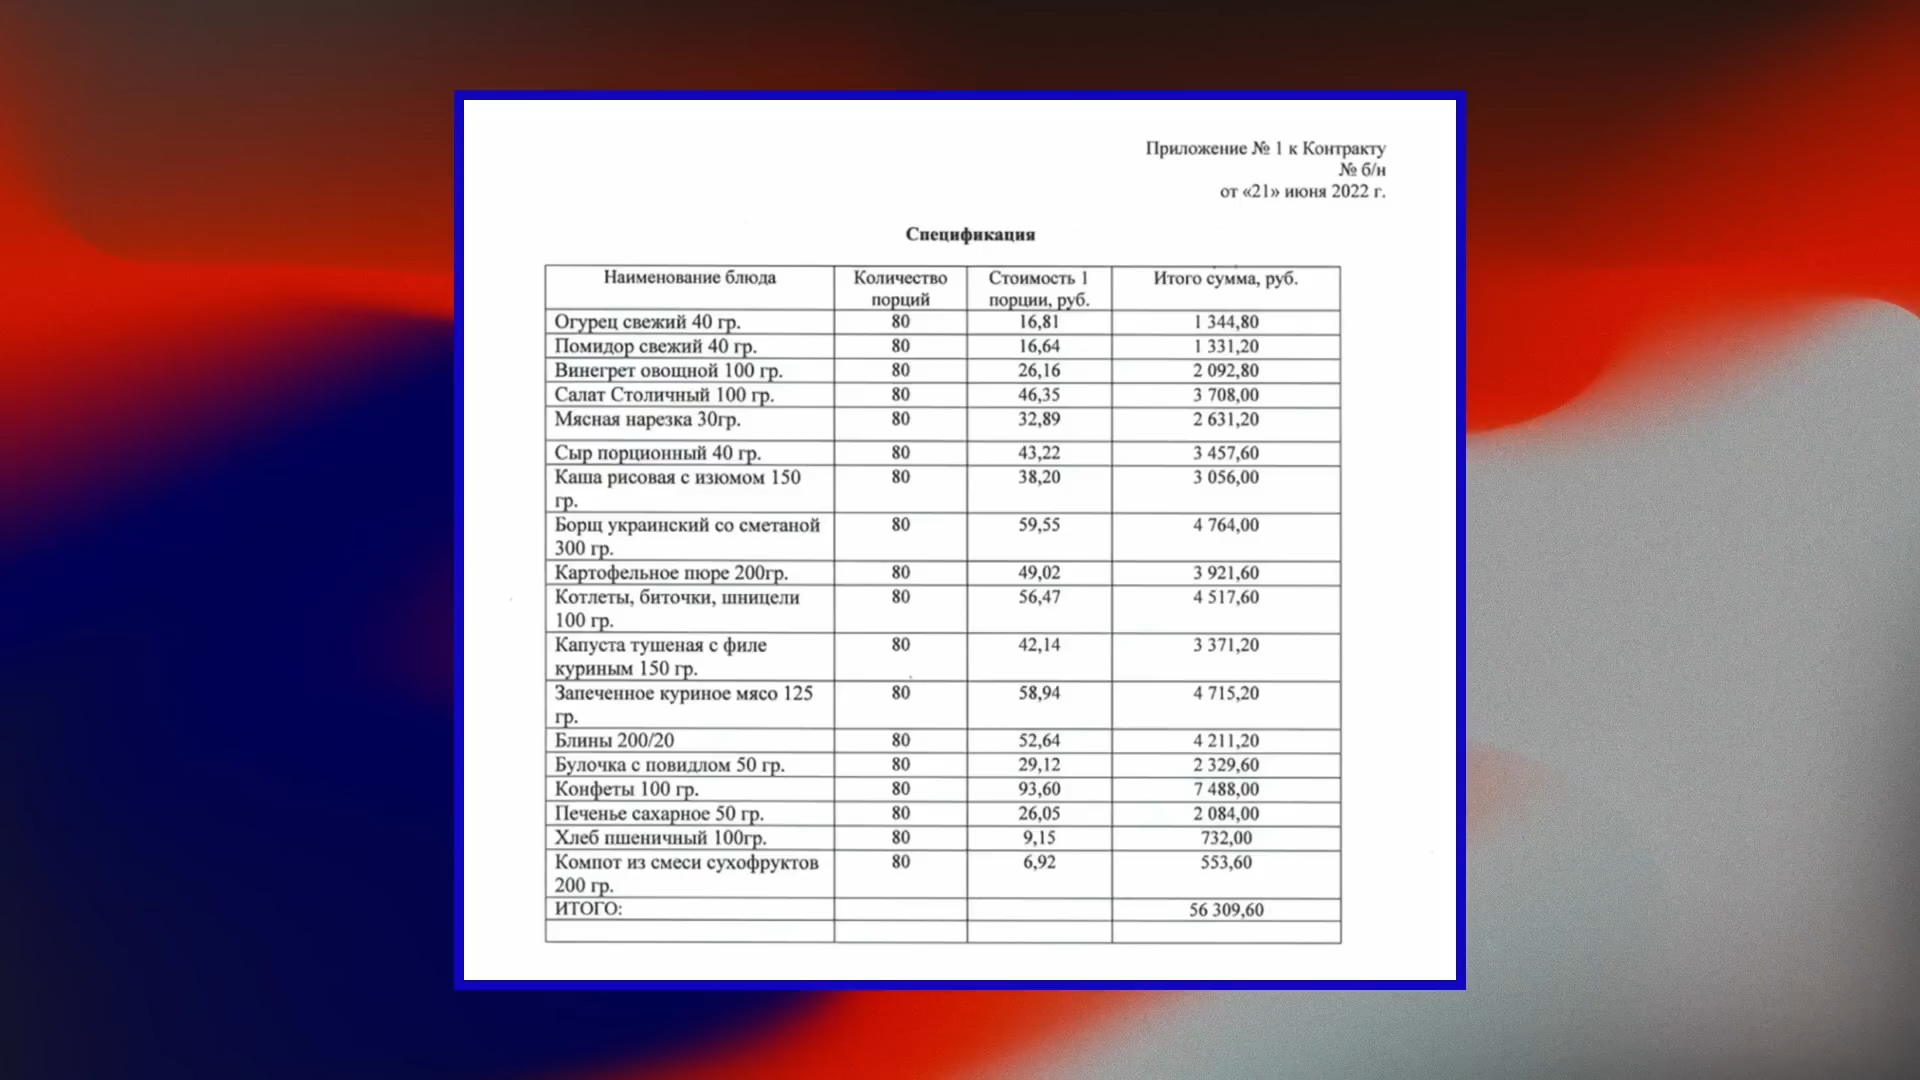 Приложение № 1 к Контракту
№ б/н
от «21» июня 2022 г.
Спецификация
Наименование блюда Количество порций Стоимость 1 порции, руб. Итого сумма, руб.
Огурец свежий 40 гр. 80 16,81 1 344,80
Помидор свежий 40 гр. 80 16,64 1 331,20
Винегрет овощной 100 гр. 80 26,16 2 092,80
Салат Столичный 100 гр. 80 46,35 3 708,00
Мясная нарезка 30гр. 80 32,89 2 631,20
Сыр порционный 40 гр. 80 43,22 3 457,60
Каша рисовая с изюмом 150 гр. 80 38,20 3 056,00
Борщ украинский со сметаной 300 гр. 80 59,55 4 764,00
Картофельное пюре 200гр. 80 49,02 3 921,60
Котлеты, биточки, шницели 100 гр. 80 56,47 4 517,60
Капуста тушеная с филе куриным 150 гр. 80 42,14 3 371,20
Запеченное куриное мясо 125 гр. 80 58,94 4 715,20
Блины 200/20 80 52,64 4 211,20
Булочка с повидлом 50 гр. 80 29,12 2 329,60
Конфеты 100 гр. 80 93,60 7 488,00
Печенье сахарное 50 гр. 80 26,05 2 084,00
Хлеб пшеничный 100гр. 80 9,15 732,00
Компот из смеси сухофруктов 200 гр. 80 6,92 553,60
ИТОГО: 56 309,60